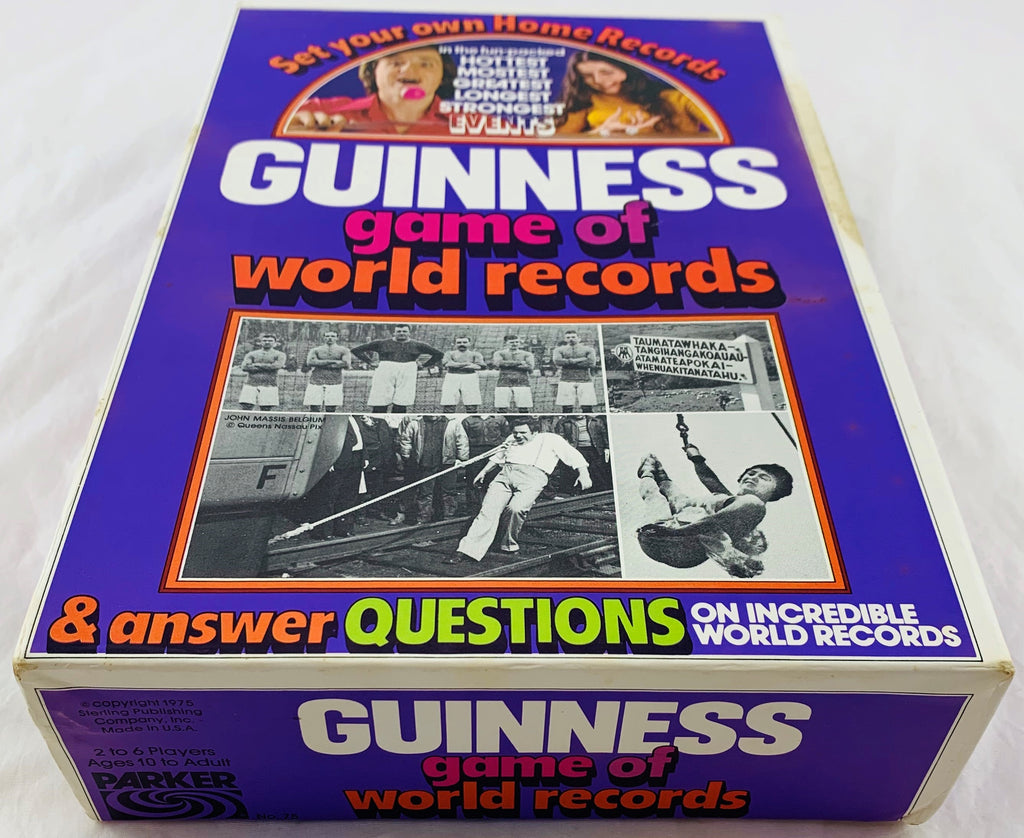 Set your own Home Records
in the fun-packed
HOTTEST
MOSTEST
GREATEST
LONGEST
STRONGEST
EVENTS
GUINNESS
game of
world records
TAUMATAWHAKA-
TANGIHANGAKOAUAU-
ATAMATEAPOKAI-
WHENUAKITANATAHU.
JOHN MASSIS BELGIUM
© Queens Nassau Pix
F
& answer QUESTIONS ON INCREDIBLE
WORLD RECORDS
© copyright 1975
Sterling Publishing
Company, Inc.
Made in U.S.A.
2 to 6 Players
Ages 10 to Adult
PARKER
GUINNESS
game of
world records